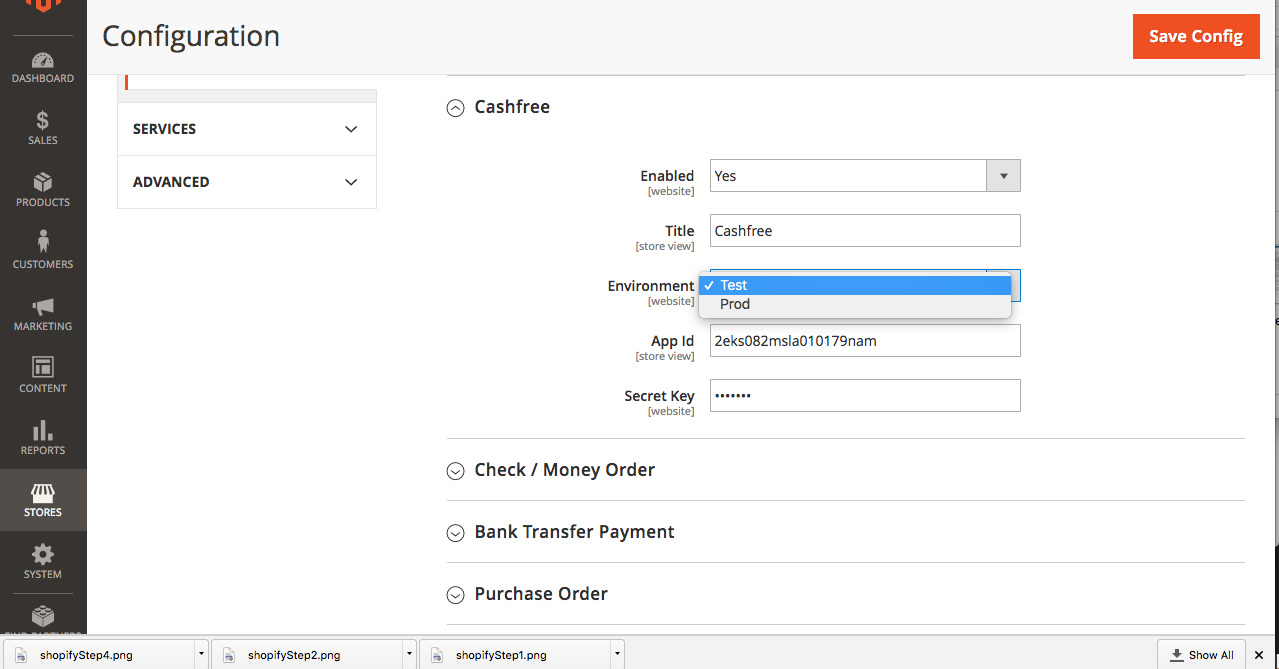 Configuration
Save Config
DASHBOARD
SALES
PRODUCTS
CUSTOMERS
MARKETING
CONTENT
REPORTS
STORES
SYSTEM
FIND PARTNERS
SERVICES
ADVANCED
Cashfree
Enabled
[website]
Yes
Title
[store view]
Cashfree
Environment
[website]
✓ Test
Prod
App Id
[store view]
2eks082msla010179nam
Secret Key
[website]
•••••••
Check / Money Order
Bank Transfer Payment
Purchase Order
shopifyStep4.png
shopifyStep2.png
shopifyStep1.png
Show All